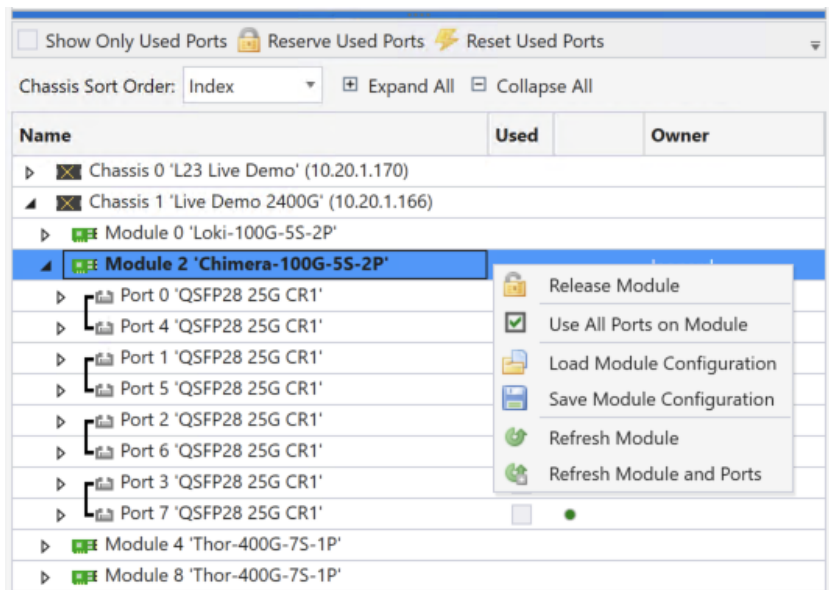 Show Only Used Ports Reserve Used Ports Reset Used Ports
Chassis Sort Order: Index Expand All Collapse All
Name Used Owner
Chassis 0 'L23 Live Demo' (10.20.1.170)
Chassis 1 'Live Demo 2400G' (10.20.1.166)
Module 0 'Loki-100G-5S-2P'
Module 2 'Chimera-100G-5S-2P'
Release Module
Port 0 'QSFP28 25G CR1'
Port 4 'QSFP28 25G CR1'
Use All Ports on Module
Port 1 'QSFP28 25G CR1'
Load Module Configuration
Port 5 'QSFP28 25G CR1'
Save Module Configuration
Port 2 'QSFP28 25G CR1'
Refresh Module
Port 6 'QSFP28 25G CR1'
Refresh Module and Ports
Port 3 'QSFP28 25G CR1'
Port 7 'QSFP28 25G CR1'
Module 4 'Thor-400G-7S-1P'
Module 8 'Thor-400G-7S-1P'